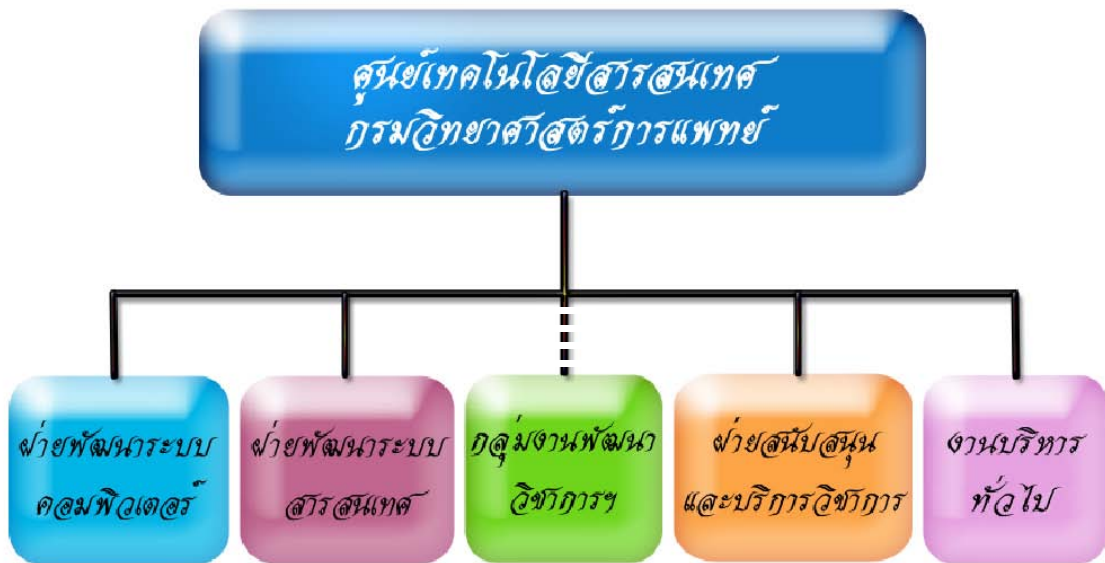 ศูนย์เทคโนโลยีสารสนเทศ
กรมวิทยาศาสตร์การแพทย์
ฝ่ายพัฒนาระบบ
คอมพิวเตอร์
ฝ่ายพัฒนาระบบ
สารสนเทศ
กลุ่มงานพัฒนา
วิชาการฯ
ฝ่ายสนับสนุน
และบริการวิชาการ
งานบริหาร
ทั่วไป